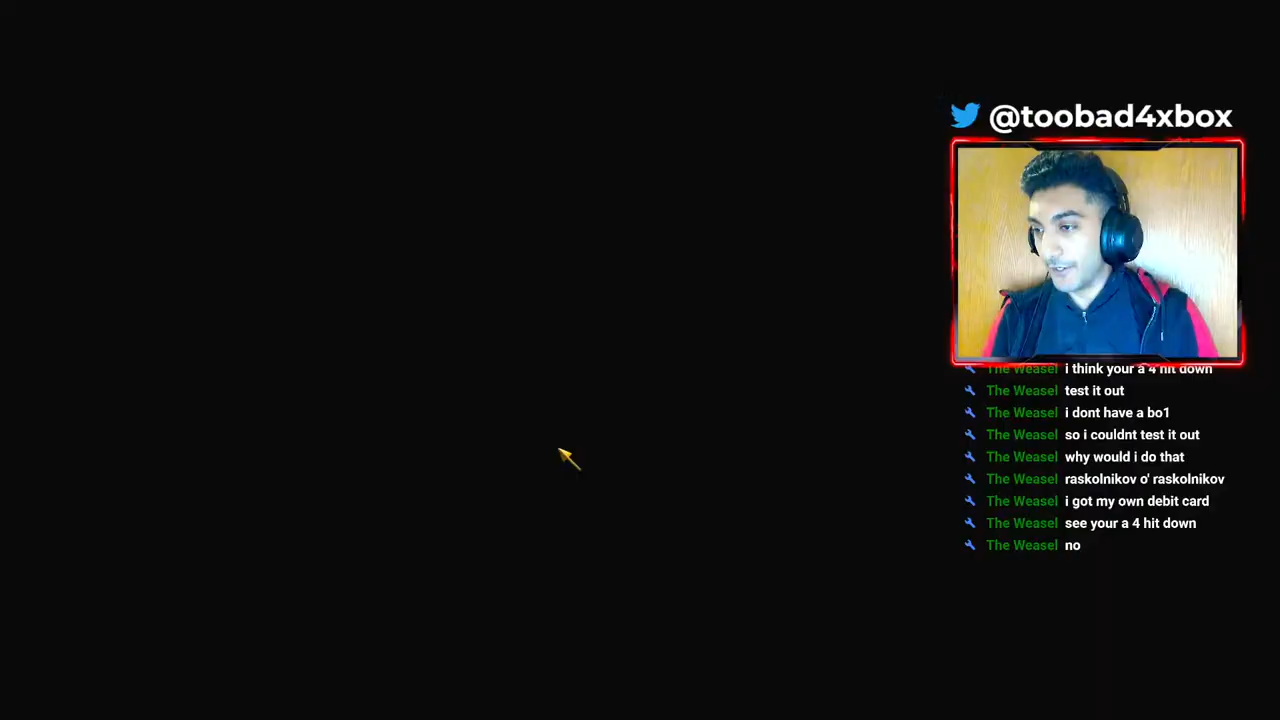 @toobad4xbox
The Weasel i think your a 4 hit down
The Weasel test it out
The Weasel i dont have a bo1
The Weasel so i couldnt test it out
The Weasel why would i do that
The Weasel raskolnikov o' raskolnikov
The Weasel i got my own debit card
The Weasel see your a 4 hit down
The Weasel no